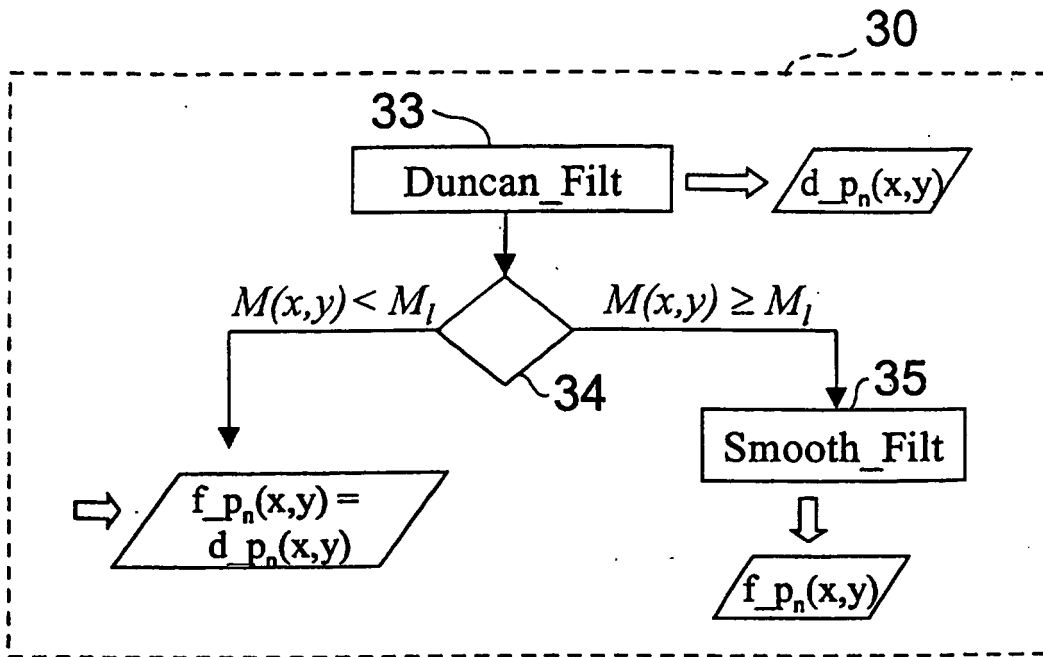 30
33
Duncan_Filt
d_pₙ(x,y)
M(x,y) < Mₗ
M(x,y) ≥ Mₗ
34
35
Smooth_Filt
f_pₙ(x,y) =
d_pₙ(x,y)
f_pₙ(x,y)